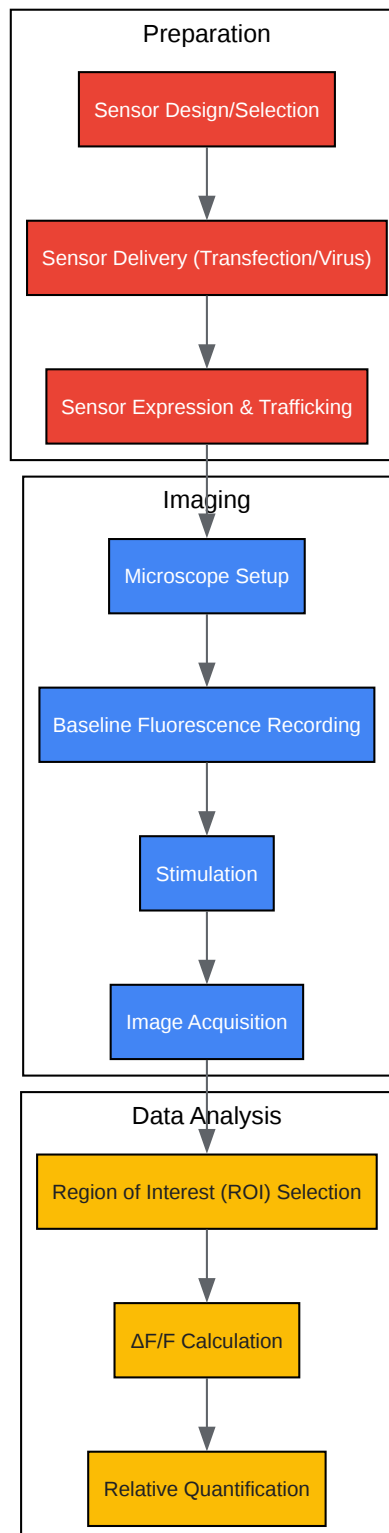 Preparation
Sensor Design/Selection
Sensor Delivery (Transfection/Virus)
Sensor Expression & Trafficking
Imaging
Microscope Setup
Baseline Fluorescence Recording
Stimulation
Image Acquisition
Data Analysis
Region of Interest (ROI) Selection
ΔF/F Calculation
Relative Quantification